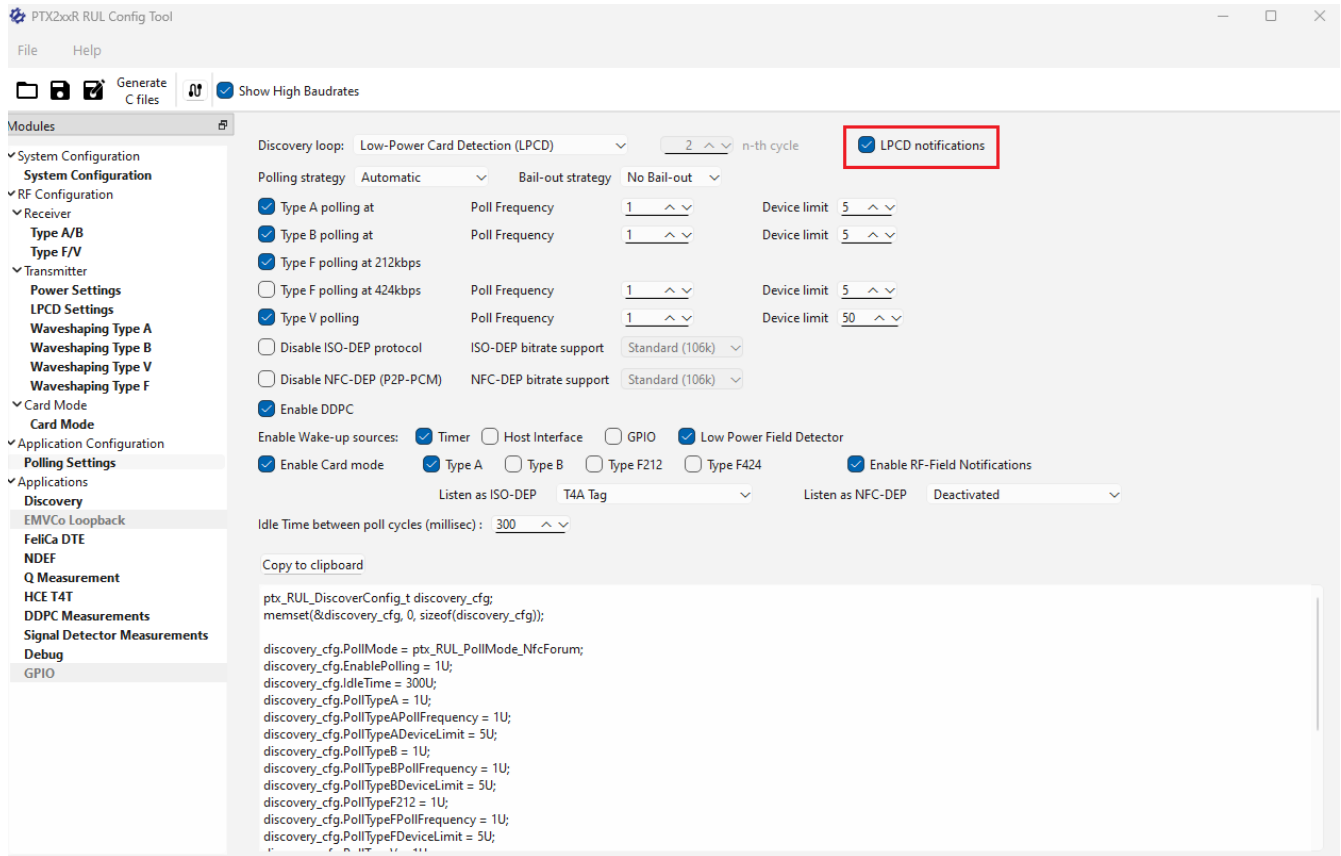 PTX2xxR RUL Config Tool
File Help
Generate C files
Show High Baudrates
Modules
System Configuration
System Configuration
RF Configuration
Receiver
Type A/B
Type F/V
Transmitter
Power Settings
LPCD Settings
Waveshaping Type A
Waveshaping Type B
Waveshaping Type V
Waveshaping Type F
Card Mode
Card Mode
Application Configuration
Polling Settings
Applications
Discovery
EMVCo Loopback
FeliCa DTE
NDEF
Q Measurement
HCE T4T
DDPC Measurements
Signal Detector Measurements
Debug
GPIO
Discovery loop: Low-Power Card Detection (LPCD) 2 n-th cycle LPCD notifications
Polling strategy Automatic Bail-out strategy No Bail-out
Type A polling at Poll Frequency 1 Device limit 5
Type B polling at Poll Frequency 1 Device limit 5
Type F polling at 212kbps
Type F polling at 424kbps Poll Frequency 1 Device limit 5
Type V polling Poll Frequency 1 Device limit 50
Disable ISO-DEP protocol ISO-DEP bitrate support Standard (106k)
Disable NFC-DEP (P2P-PCM) NFC-DEP bitrate support Standard (106k)
Enable DDPC
Enable Wake-up sources: Timer Host Interface GPIO Low Power Field Detector
Enable Card mode Type A Type B Type F212 Type F424 Enable RF-Field Notifications
Listen as ISO-DEP T4A Tag Listen as NFC-DEP Deactivated
Idle Time between poll cycles (millisec) : 300
Copy to clipboard
ptx_RUL_DiscoverConfig_t discovery_cfg;
memset(&discovery_cfg, 0, sizeof(discovery_cfg));
discovery_cfg.PollMode = ptx_RUL_PollMode_NfcForum;
discovery_cfg.EnablePolling = 1U;
discovery_cfg.IdleTime = 300U;
discovery_cfg.PollTypeA = 1U;
discovery_cfg.PollTypeAPollFrequency = 1U;
discovery_cfg.PollTypeADeviceLimit = 5U;
discovery_cfg.PollTypeB = 1U;
discovery_cfg.PollTypeBPollFrequency = 1U;
discovery_cfg.PollTypeBDeviceLimit = 5U;
discovery_cfg.PollTypeF212 = 1U;
discovery_cfg.PollTypeFPollFrequency = 1U;
discovery_cfg.PollTypeFDeviceLimit = 5U;